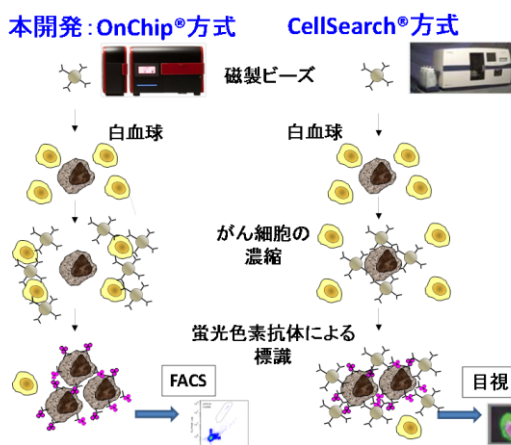 本開発：OnChip®方式
CellSearch®方式
磁製ビーズ
白血球
白血球
がん細胞の
濃縮
蛍光色素抗体による
標識
FACS
目視